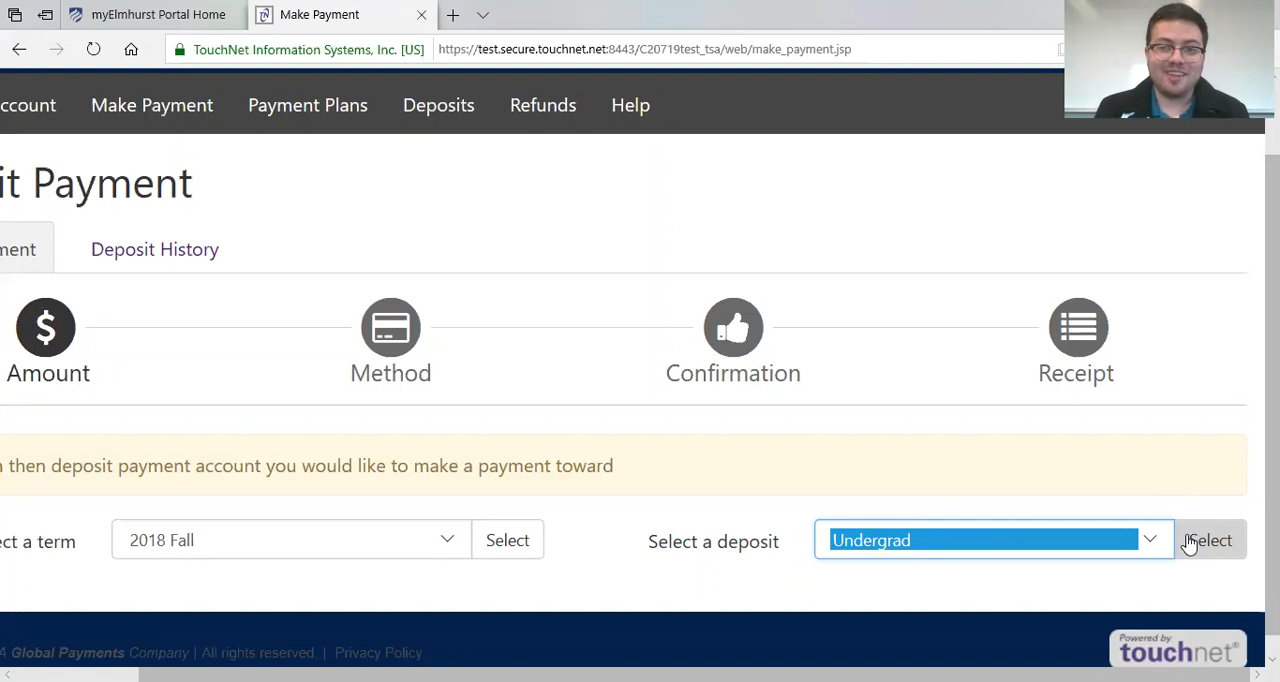 myElmhurst Portal Home
Make Payment
TouchNet Information Systems, Inc. [US]
https://test.secure.touchnet.net:8443/C20719test_tsa/web/make_payment.jsp
ccount
Make Payment
Payment Plans
Deposits
Refunds
Help
it Payment
ment
Deposit History
$
Amount
Method
Confirmation
Receipt
then deposit payment account you would like to make a payment toward
ct a term
2018 Fall
Select
Select a deposit
Undergrad
Select
A Global Payments Company | All rights reserved. | Privacy Policy
Powered by
touchnet®